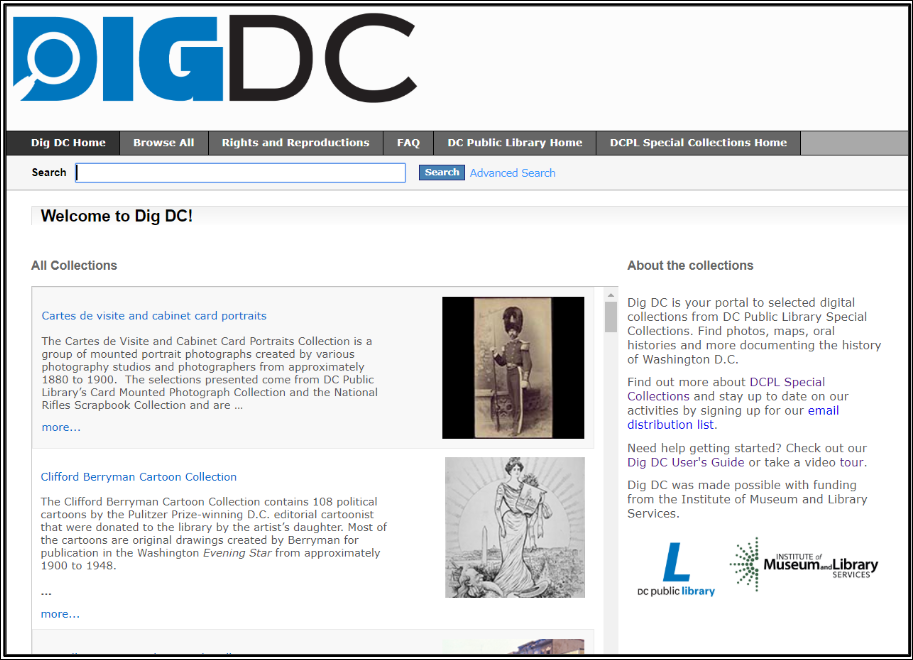 DIGDC
Dig DC Home Browse All Rights and Reproductions FAQ DC Public Library Home DCPL Special Collections Home
Search Search Advanced Search
Welcome to Dig DC!
All Collections
Cartes de visite and cabinet card portraits
The Cartes de Visite and Cabinet Card Portraits Collection is a
group of mounted portrait photographs created by various
photography studios and photographers from approximately
1880 to 1900.  The selections presented come from DC Public
Library's Card Mounted Photograph Collection and the National
Rifles Scrapbook Collection and are ...
more...
Clifford Berryman Cartoon Collection
The Clifford Berryman Cartoon Collection contains 108 political
cartoons by the Pulitzer Prize-winning D.C. editorial cartoonist
that were donated to the library by the artist's daughter. Most of
the cartoons are original drawings created by Berryman for
publication in the Washington Evening Star from approximately
1900 to 1948.
...
more...
About the collections
Dig DC is your portal to selected digital
collections from DC Public Library Special
Collections. Find photos, maps, oral
histories and more documenting the history
of Washington D.C.
Find out more about DCPL Special
Collections and stay up to date on our
activities by signing up for our email
distribution list.
Need help getting started? Check out our
Dig DC User's Guide or take a video tour.
Dig DC was made possible with funding
from the Institute of Museum and Library
Services.
L
dc public library
INSTITUTE of
Museum and Library
SERVICES